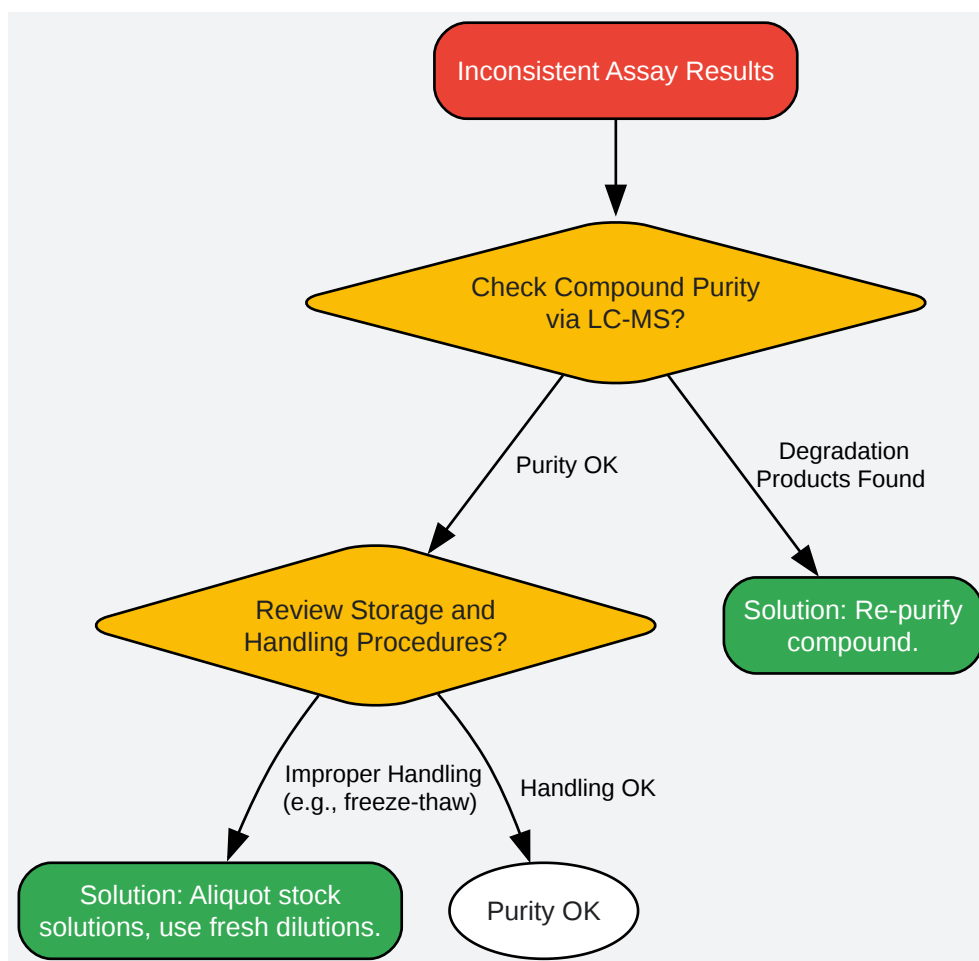 Inconsistent Assay Results
Check Compound Purity
via LC-MS?
Purity OK
Degradation
Products Found
Review Storage and
Handling Procedures?
Solution: Re-purify
compound.
Improper Handling
(e.g., freeze-thaw)
Handling OK
Solution: Aliquot stock
solutions, use fresh dilutions.
Purity OK